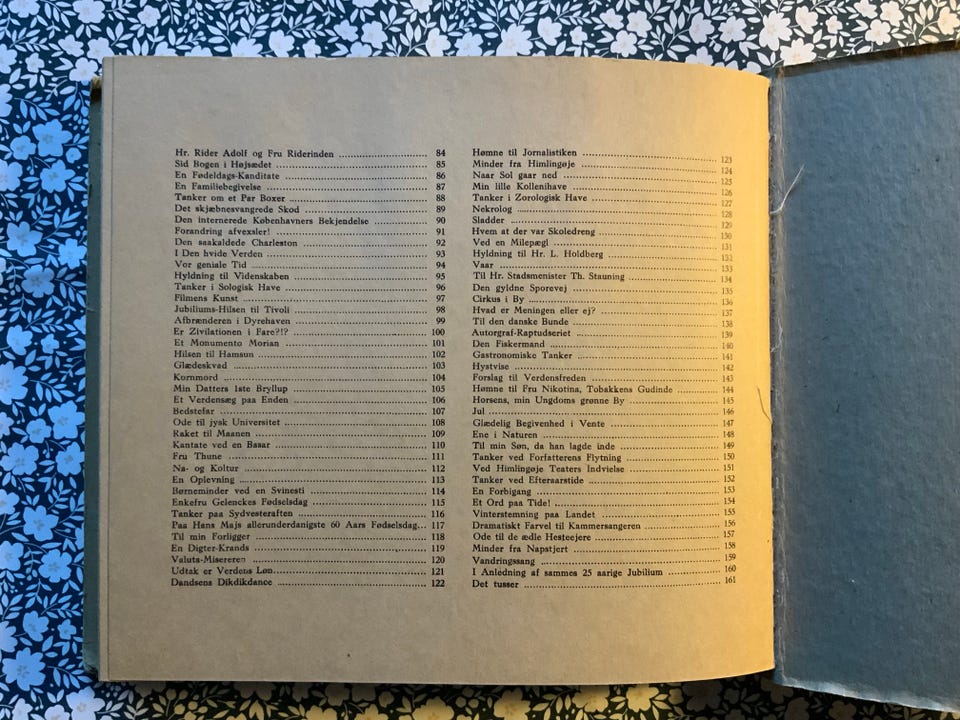 Hr. Rider Adolf og Fru Riderinden ........ 84
Sid Bogen i Højsædet ........ 85
En Fødeldags-Kanditate ........ 86
En Familiebegivelse ........ 87
Tanker om et Par Boxer ........ 88
Det skjæbnesvangrede Skod ........ 89
Den internerede Københavners Bekjendelse ........ 90
Forandring afvexsler! ........ 91
Den saakaldede Charleston ........ 92
I Den hvide Verden ........ 93
Vor geniale Tid ........ 94
Hyldning til Videnskaben ........ 95
Tanker i Sologisk Have ........ 96
Filmens Kunst ........ 97
Jubiliums-Hilsen til Tivoli ........ 98
Afbrænderen i Dyrehaven ........ 99
Er Zivilationen i Fare?!? ........ 100
Et Monumento Morian ........ 101
Hilsen til Hamsun ........ 102
Glædeskvad ........ 103
Kornmord ........ 104
Min Datters 1ste Bryllup ........ 105
Et Verdensæg paa Enden ........ 106
Bedstefar ........ 107
Ode til jysk Universitet ........ 108
Raket til Maanen ........ 109
Kantate ved en Basar ........ 110
Fru Thune ........ 111
Na- og Koltur ........ 112
En Oplevning ........ 113
Børneminder ved en Svinesti ........ 114
Enkefru Gelenckes Fødselsdag ........ 115
Tanker paa Sydvesteraften ........ 116
Paa Hans Majs allerunderdanigste 60 Aars Fødselsdag... 117
Til min Forligger ........ 118
En Digter-Krands ........ 119
Valuta-Misereren ........ 120
Udtak er Verdens Løn ........ 121
Dandsens Dikdikdance ........ 122
Hømne til Jornalistiken ........ 123
Minder fra Himlingøje ........ 124
Naar Sol gaar ned ........ 125
Min lille Kollenihave ........ 126
Tanker i Zorologisk Have ........ 127
Nekrolog ........ 128
Sladder ........ 129
Hvem at der var Skoledreng ........ 130
Ved en Milepægl ........ 131
Hyldning til Hr. L. Holdberg ........ 132
Vaar ........ 133
Til Hr. Stadsmenister Th. Stauning ........ 134
Den gyldne Sporevej ........ 135
Cirkus i By ........ 136
Hvad er Meningen eller ej? ........ 137
Til den danske Bunde ........ 138
Autorgraf-Raptudseriet ........ 139
Den Fiskermand ........ 140
Gastronomiske Tanker ........ 141
Hystvise ........ 142
Forslag til Verdensfreden ........ 143
Hømne til Fru Nikotina, Tobakkens Gudinde ........ 144
Horsens, min Ungdoms grønne By ........ 145
Jul ........ 146
Glædelig Begivenhed i Vente ........ 147
Ene i Naturen ........ 148
Til min Søn, da han lagde inde ........ 149
Tanker ved Forfatterens Flytning ........ 150
Ved Himlingøje Teaters Indvielse ........ 151
Tanker ved Efteraarstide ........ 152
En Forbigang ........ 153
Et Ord paa Tide! ........ 154
Vinterstemning paa Landet ........ 155
Dramatiskt Farvel til Kammersangeren ........ 156
Ode til de ædle Hesteejere ........ 157
Minder fra Napstjert ........ 158
Vandringssang ........ 159
I Anledning af sammes 25 aarige Jubilium ........ 160
Det tusser ........ 161